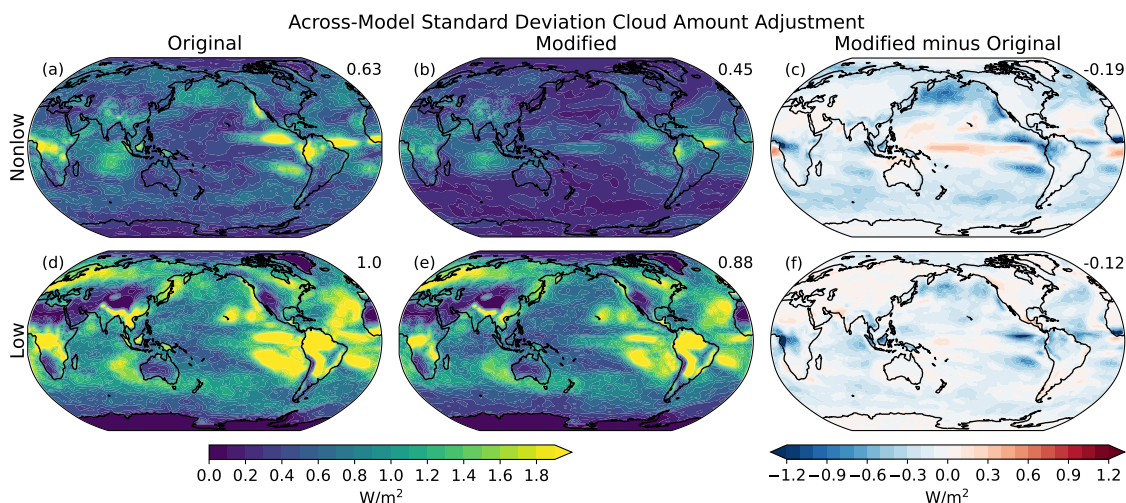 Across-Model Standard Deviation Cloud Amount Adjustment
Original
Modified
Modified minus Original
Nonlow
(a)
0.63
(b)
0.45
(c)
-0.19
Low
(d)
1.0
(e)
0.88
(f)
-0.12
0.0 0.2 0.4 0.6 0.8 1.0 1.2 1.4 1.6 1.8
W/m²
−1.2 −0.9 −0.6 −0.3 0.0 0.3 0.6 0.9 1.2
W/m²